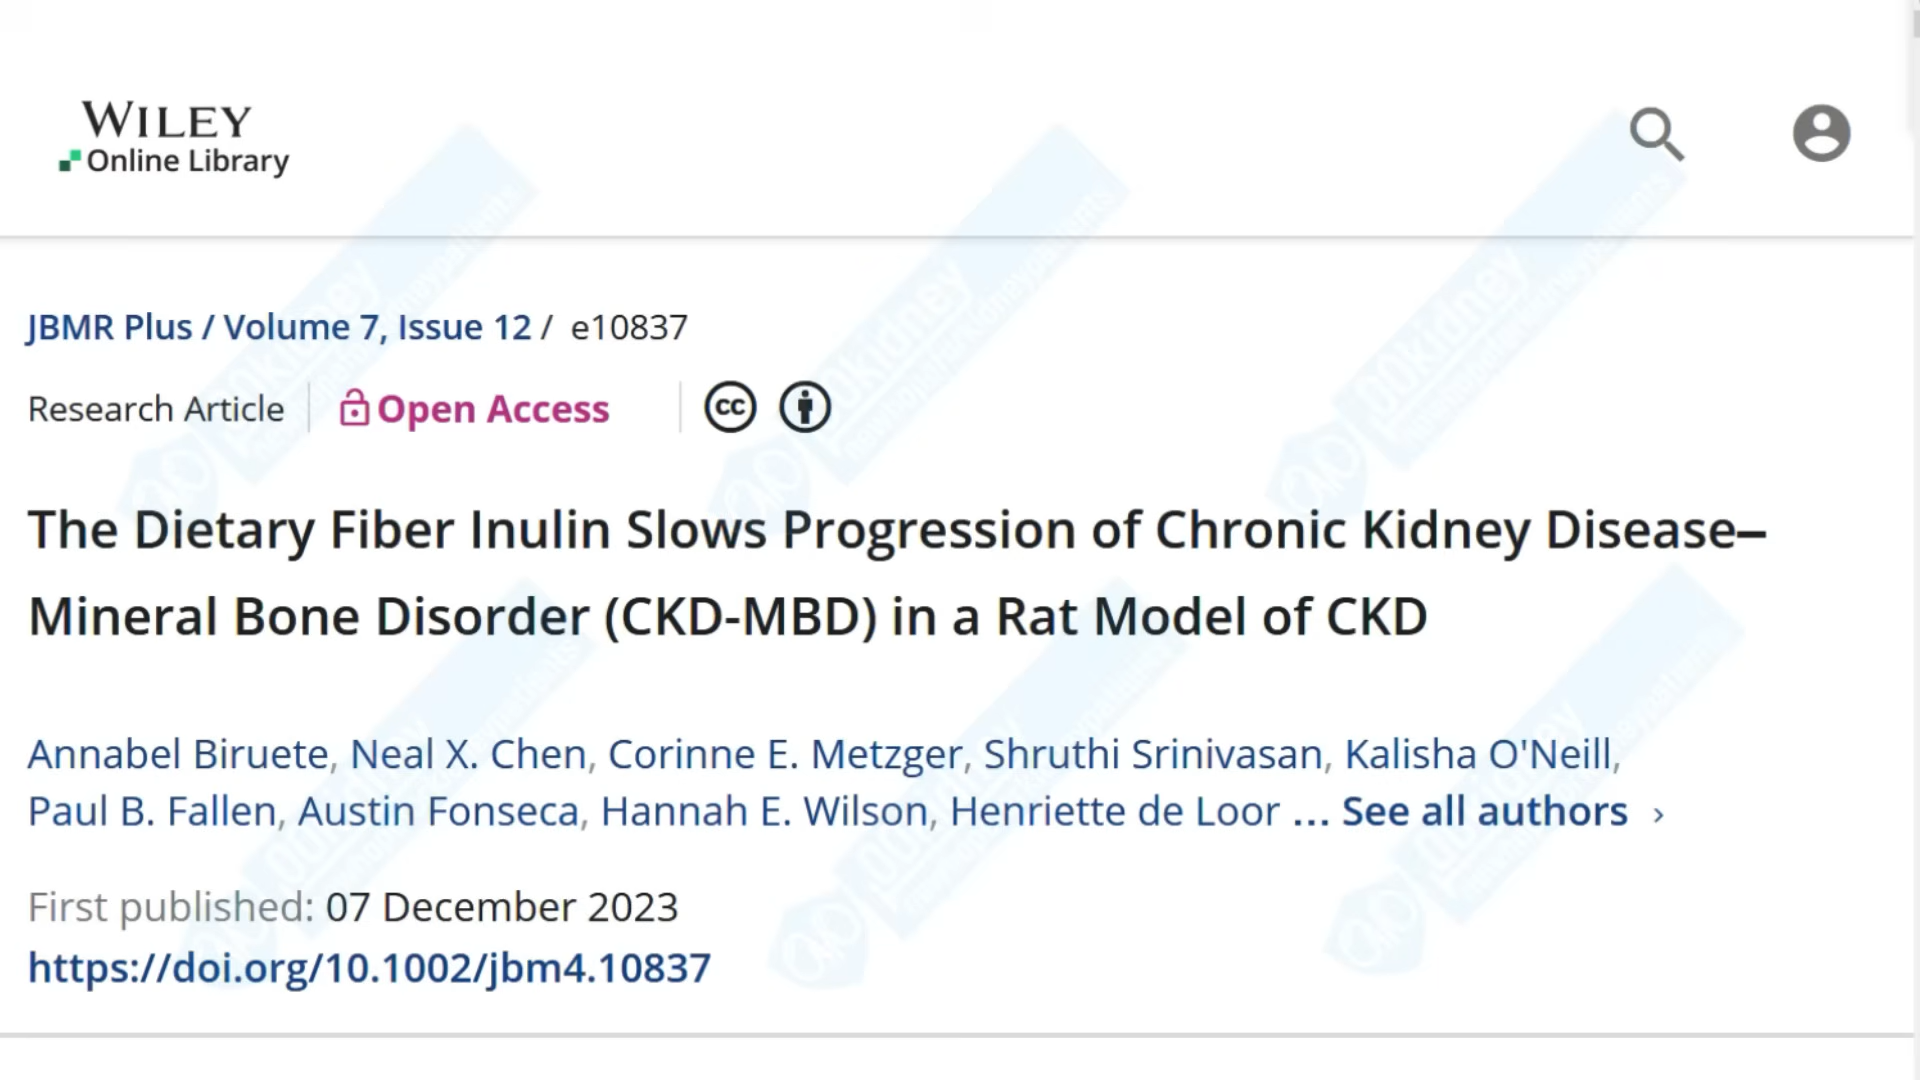 WILEY
Online Library
JBMR Plus / Volume 7, Issue 12 / e10837
Research Article Open Access cc
The Dietary Fiber Inulin Slows Progression of Chronic Kidney Disease–
Mineral Bone Disorder (CKD-MBD) in a Rat Model of CKD
Annabel Biruete, Neal X. Chen, Corinne E. Metzger, Shruthi Srinivasan, Kalisha O'Neill,
Paul B. Fallen, Austin Fonseca, Hannah E. Wilson, Henriette de Loor ... See all authors ›
First published: 07 December 2023
https://doi.org/10.1002/jbm4.10837